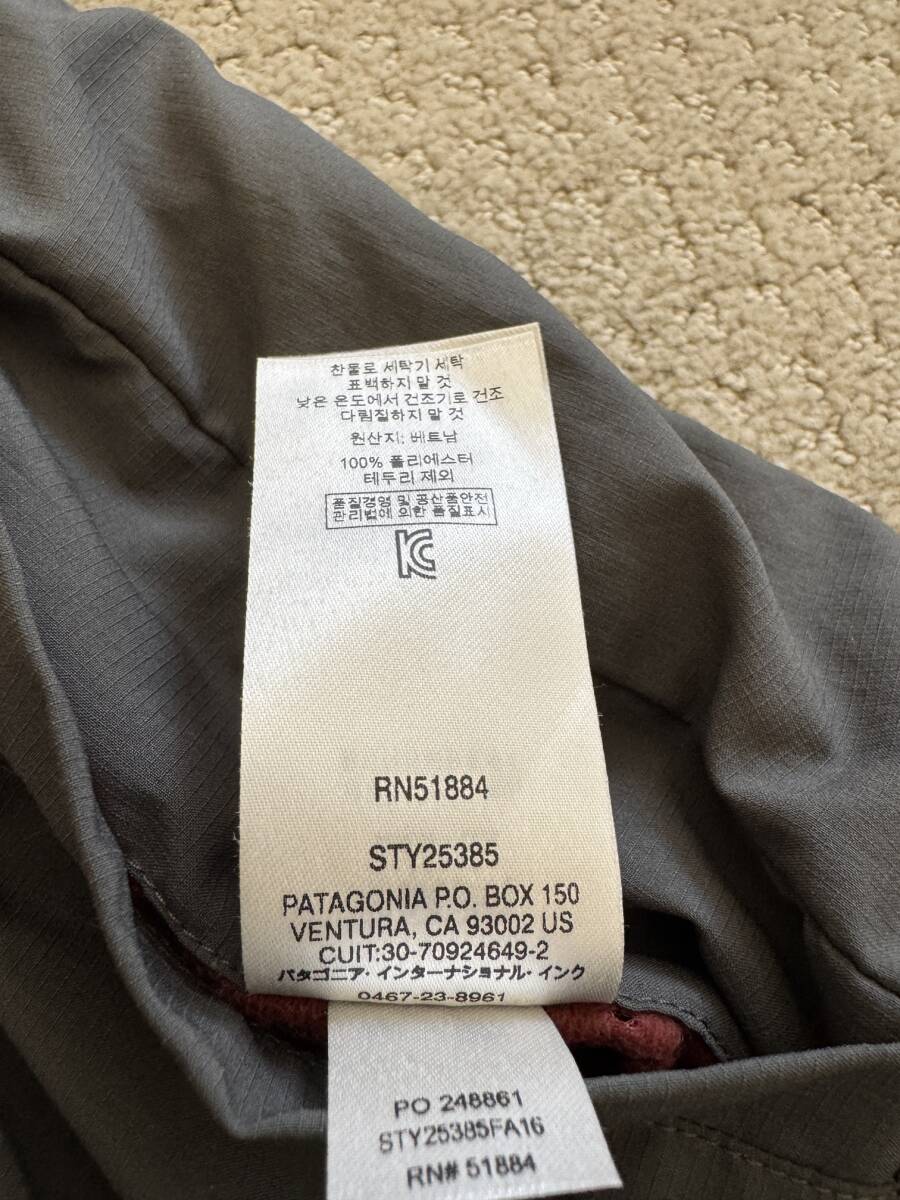 찬물로 세탁기 세탁
표백하지 말 것
낮은 온도에서 건조기로 건조
다림질하지 말 것
원산지: 베트남
100% 폴리에스터
테두리 제외
품질경영 및 공산품안전
관리법에 의한 품질표시
KC
RN51884
STY25385
PATAGONIA P.O. BOX 150
VENTURA, CA 93002 US
CUIT:30-70924649-2
パタゴニア・インターナショナル・インク
0467-23-8961
PO 248861
STY25385FA16
RN# 51884